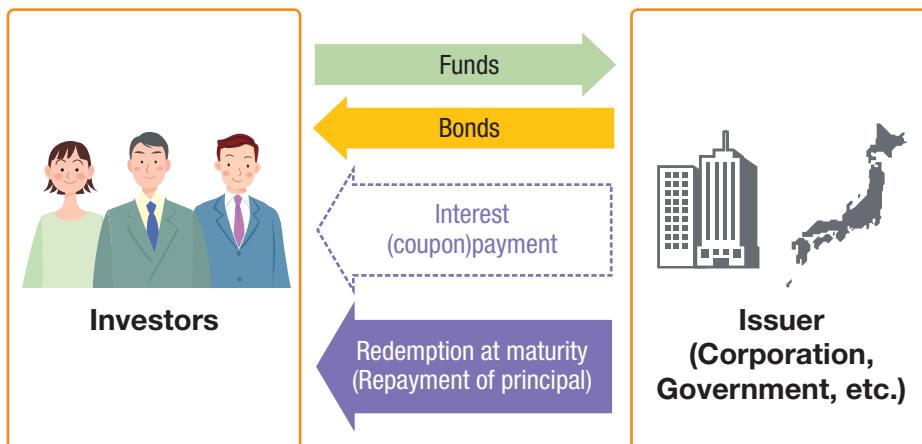 Funds
Bonds
Interest
(coupon)payment
Redemption at maturity
(Repayment of principal)
Investors
Issuer
(Corporation,
Government, etc.)